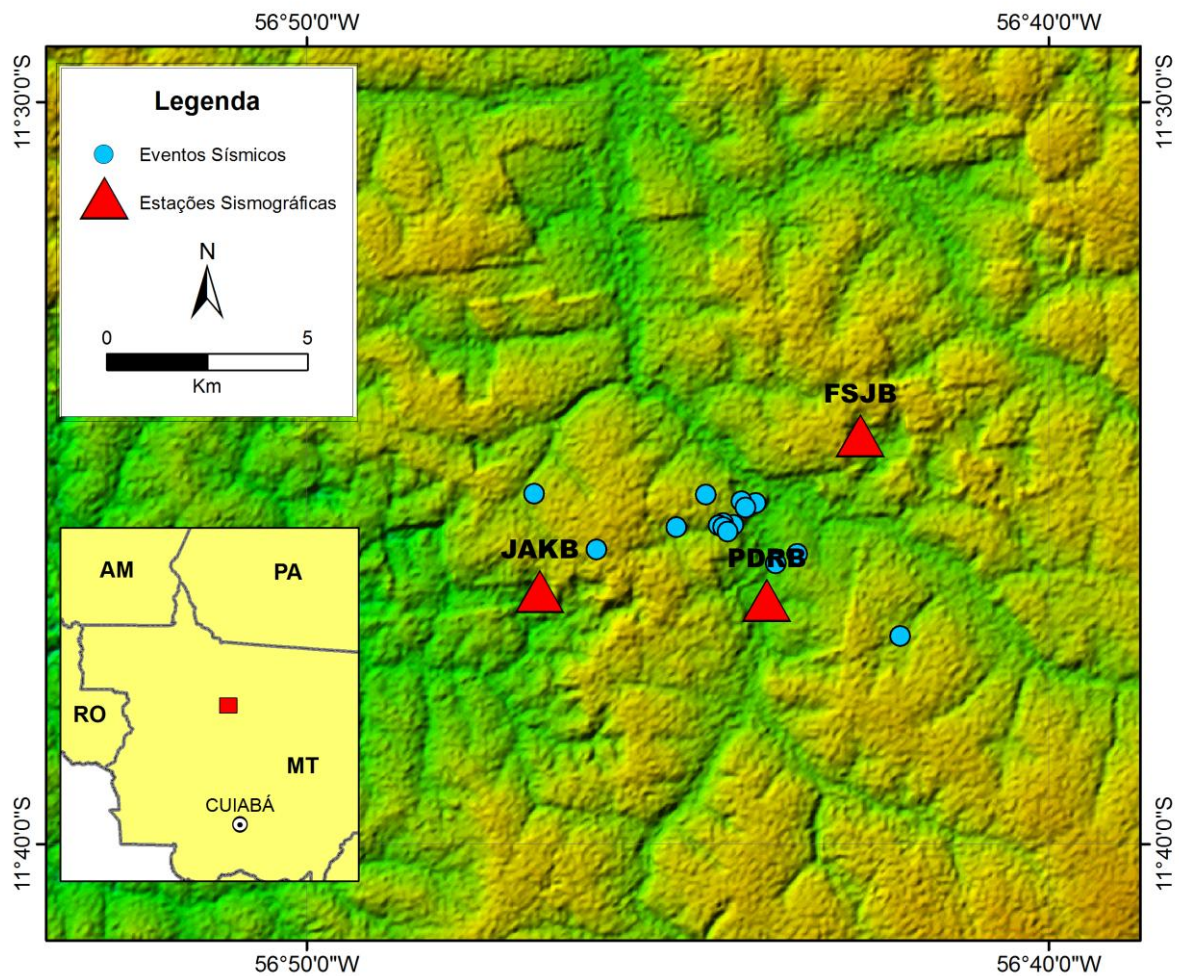 56°50'0"W
56°40'0"W
11°30'0"S
11°30'0"S
Legenda
Eventos Sísmicos
Estações Sismográficas
N
0
5
Km
FSJB
JAKB
PDRB
AM
PA
RO
MT
CUIABÁ
11°40'0"S
11°40'0"S
56°50'0"W
56°40'0"W